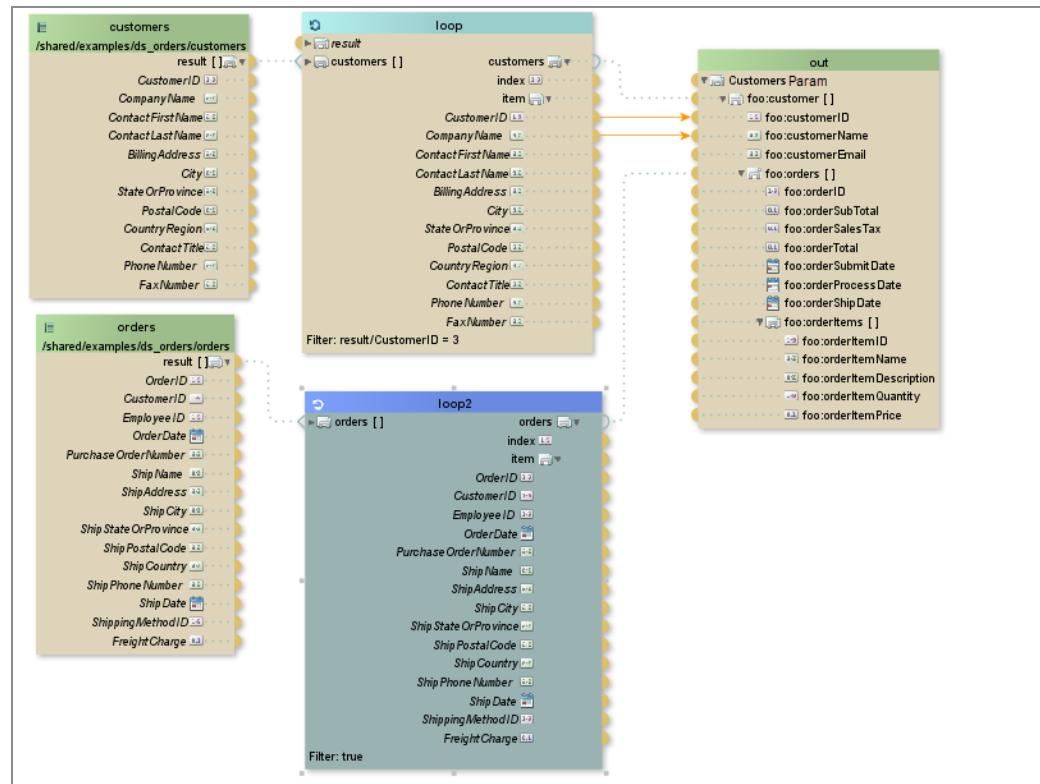 customers
/shared/examples/ds_orders/customers
result [ ]
CustomerID
CompanyName
ContactFirstName
ContactLastName
BillingAddress
City
StateOrProvince
PostalCode
CountryRegion
ContactTitle
PhoneNumber
FaxNumber
orders
/shared/examples/ds_orders/orders
result [ ]
OrderID
CustomerID
EmployeeID
OrderDate
PurchaseOrderNumber
ShipName
ShipAddress
ShipCity
ShipStateOrProvince
ShipPostalCode
ShipCountry
ShipPhoneNumber
ShipDate
ShippingMethodID
FreightCharge
loop
result
customers [ ] customers
index
item
CustomerID
CompanyName
ContactFirstName
ContactLastName
BillingAddress
City
StateOrProvince
PostalCode
CountryRegion
ContactTitle
PhoneNumber
FaxNumber
Filter: result/CustomerID = 3
loop2
orders [ ] orders
index
item
OrderID
CustomerID
EmployeeID
OrderDate
PurchaseOrderNumber
ShipName
ShipAddress
ShipCity
ShipStateOrProvince
ShipPostalCode
ShipCountry
ShipPhoneNumber
ShipDate
ShippingMethodID
FreightCharge
Filter: true
out
Customers Param
foo:customer [ ]
foo:customerID
foo:customerName
foo:customerEmail
foo:orders [ ]
foo:orderID
foo:orderSubTotal
foo:orderSalesTax
foo:orderTotal
foo:orderSubmitDate
foo:orderProcessDate
foo:orderShipDate
foo:orderItems [ ]
foo:orderItemID
foo:orderItemName
foo:orderItemDescription
foo:orderItemQuantity
foo:orderItemPrice